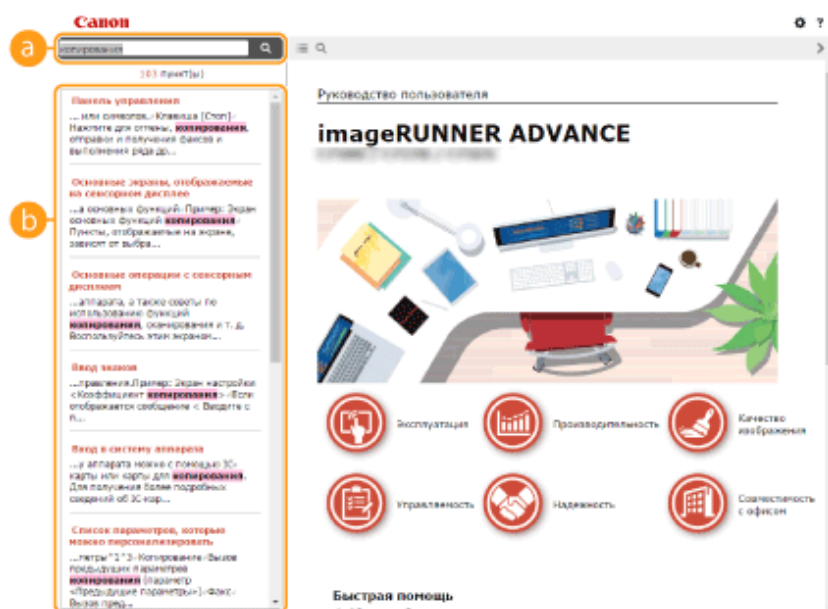 Canon
?
a
копирования
103 пункт(ы)
b
Панель управления
... или символов.-Клавиша [Стоп]-
Нажмите для отмены, копирования,
отправки и получения факсов и
выполнения ряда др...
Основные экраны, отображаемые
на сенсорном дисплее
...а основных функций-Пример: Экран
основных функций копирования-
Пункты, отображаемые на экране,
зависят от выбра...
Основные операции с сенсорным
дисплеем
...аппарата, а также советы по
использованию функций
копирования, сканирования и т. д.
Воспользуйтесь этим экраном...
Ввод знаков
...правления.Пример: Экран настройки
<Коэффициент копирования>-Если
отображается сообщение < Введите с
п...
Вход в систему аппарата
...у аппарата можно с помощью IC-
карты или карты для копирования.
Для получения более подробных
сведений об IC-кар...
Список параметров, которые
можно персонализировать
...метры*1*3-Копирование-Вызов
предыдущих параметров
копирования (параметр
«Предыдущие параметры»)-Факс-
Вызов пред...
Руководство пользователя
imageRUNNER ADVANCE
Эксплуатация
Производительность
Качество
изображения
Управляемость
Надежность
Совместимость
с офисом
Быстрая помощь